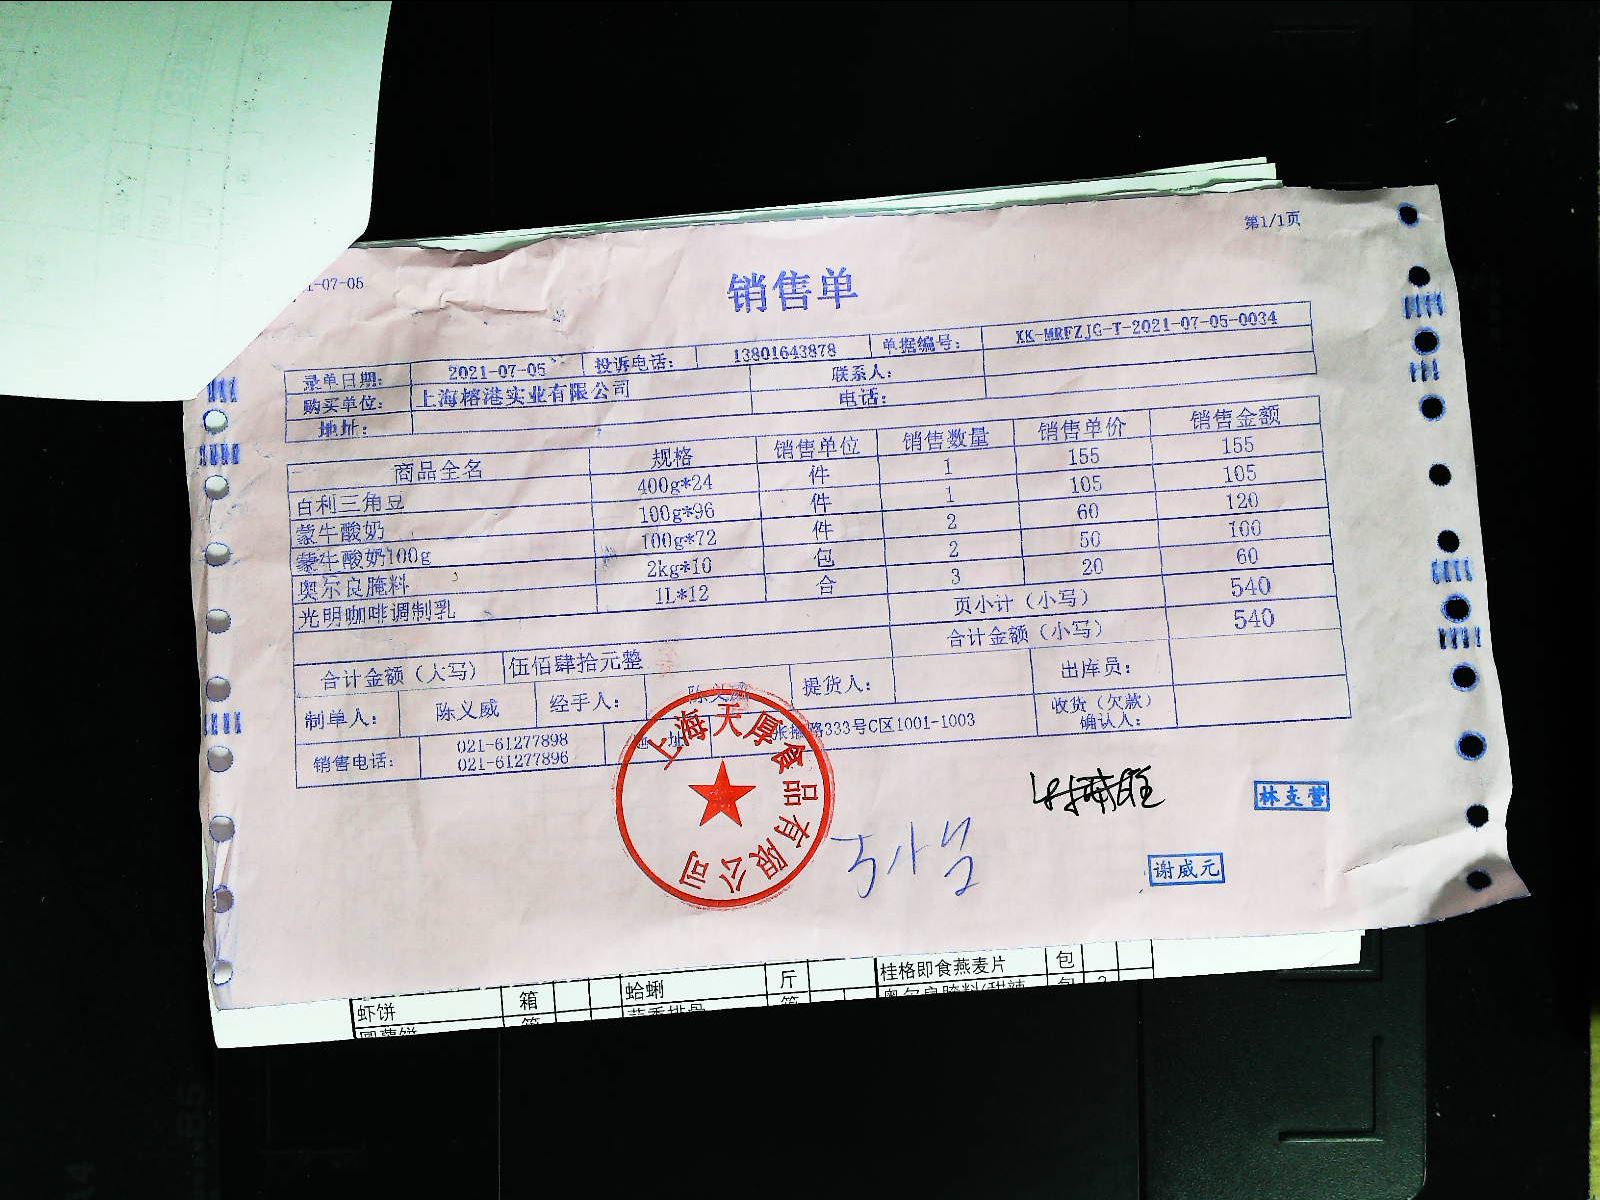 第1/1页
1-07-05
销售单
录单日期: 2021-07-05 投诉电话: 13801643878 单据编号: XK-MRFZJG-T-2021-07-05-0034
购买单位: 上海榕港实业有限公司 联系人:
地址: 电话:
商品全名 规格 销售单位 销售数量 销售单价 销售金额
百利三角豆 400g*24 件 1 155 155
蒙牛酸奶 100g*96 件 1 105 105
蒙牛酸奶100g 100g*72 件 2 60 120
奥尔良腌料 2kg*10 包 2 50 100
光明咖啡调制乳 1L*12 合 3 20 60
页小计（小写） 540
合计金额（小写） 540
合计金额（大写） 伍佰肆拾元整
制单人: 陈义威 经手人: 陈义威 提货人: 出库员:
收货（欠款）确认人:
销售电话: 021-61277898 地址 路333号C区1001-1003
021-61277896
上海天厚食品有限公司
林支营
谢威元
虾饼 箱 蛤蜊 斤 桂格即食燕麦片 包